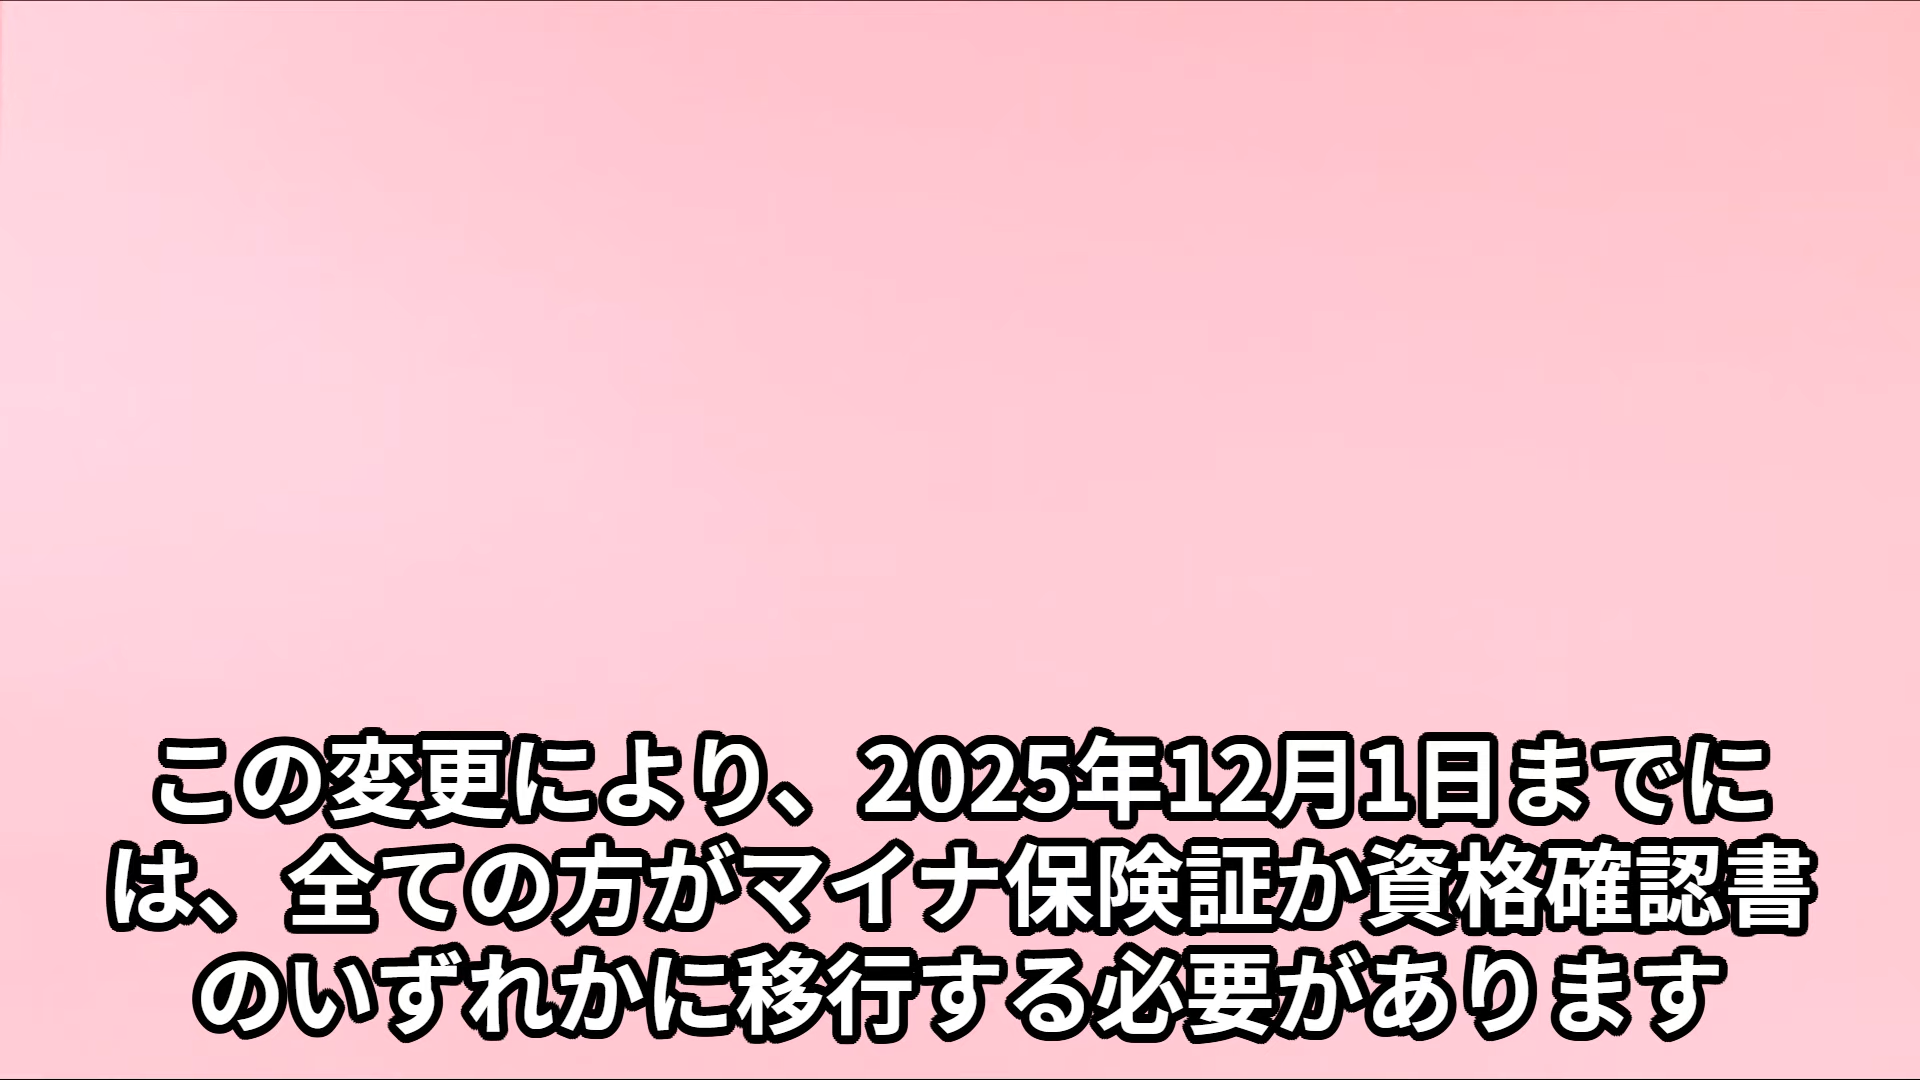 この変更により、2025年12月1日までに
は、全ての方がマイナ保険証か資格確認書
のいずれかに移行する必要があります